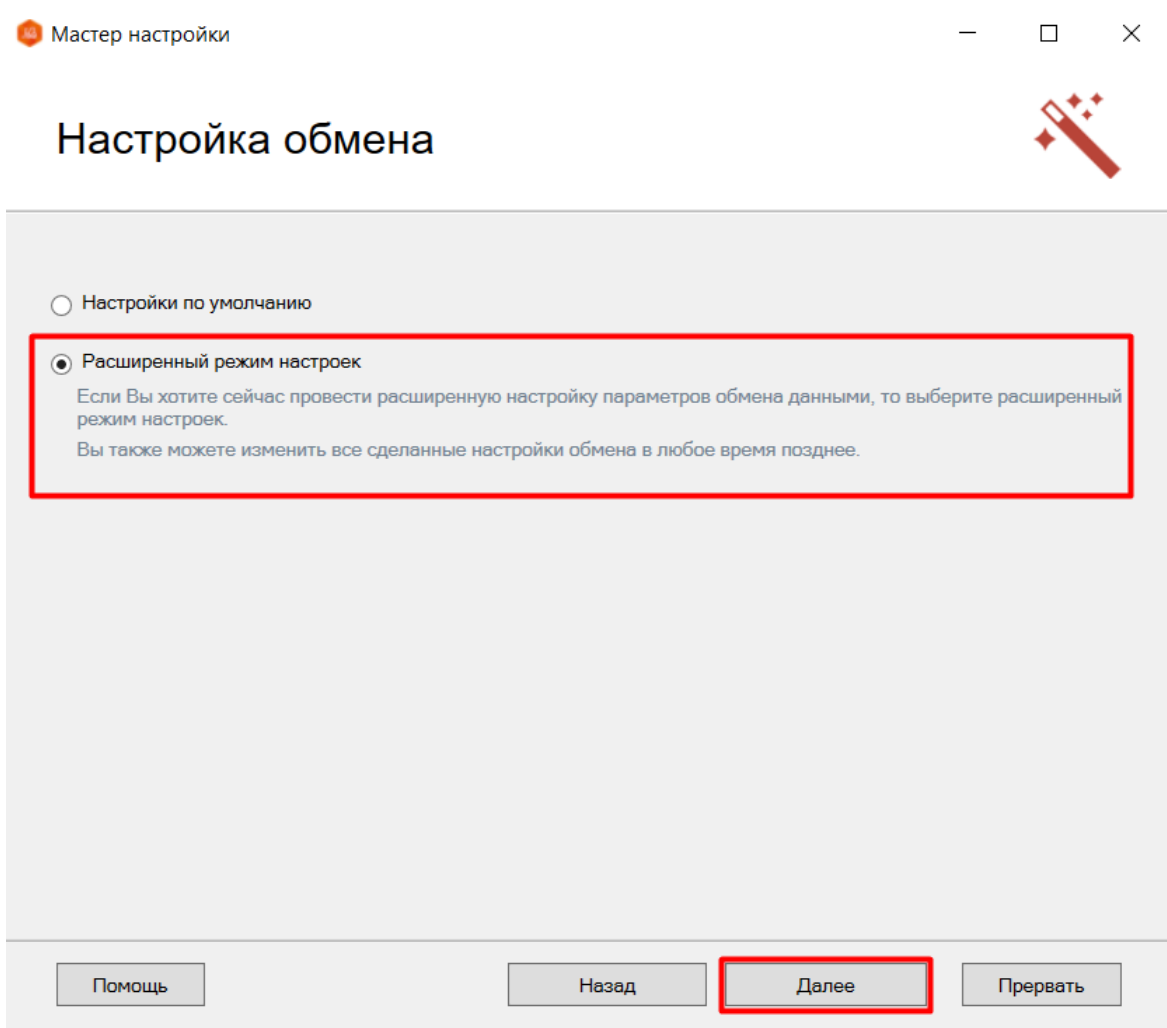 Мастер настройки
Настройка обмена
Настройки по умолчанию
Расширенный режим настроек
Если Вы хотите сейчас провести расширенную настройку параметров обмена данными, то выберите расширенный
режим настроек.
Вы также можете изменить все сделанные настройки обмена в любое время позднее.
Помощь
Назад
Далее
Прервать